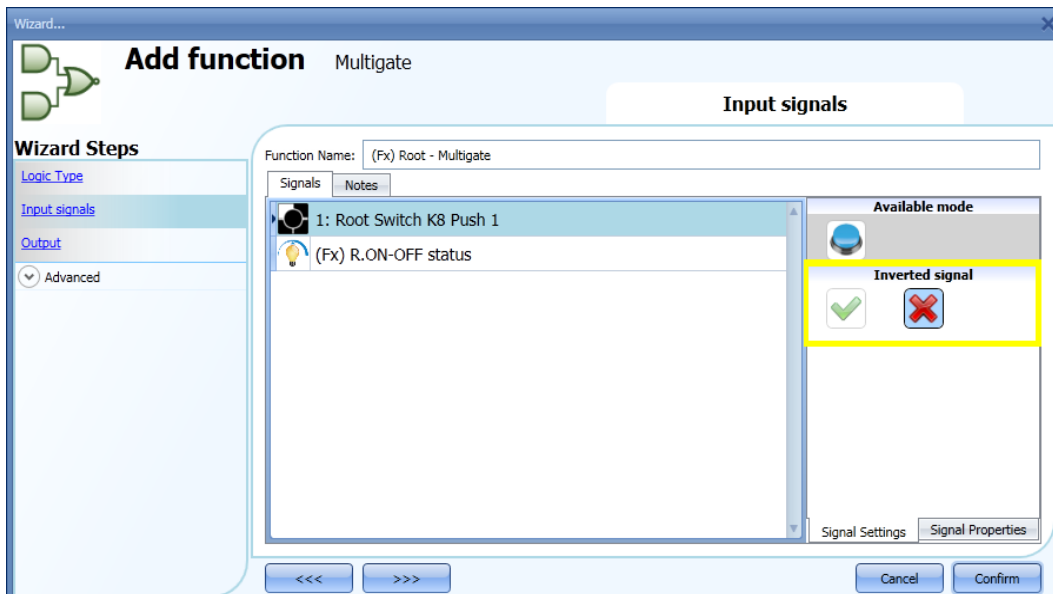 Wizard...
Add function Multigate
Input signals
Wizard Steps
Logic Type
Input signals
Output
Advanced
Function Name: (Fx) Root - Multigate
Signals Notes
1: Root Switch K8 Push 1
(Fx) R.ON-OFF status
Available mode
Inverted signal
Signal Settings Signal Properties
<<< >>> Cancel Confirm